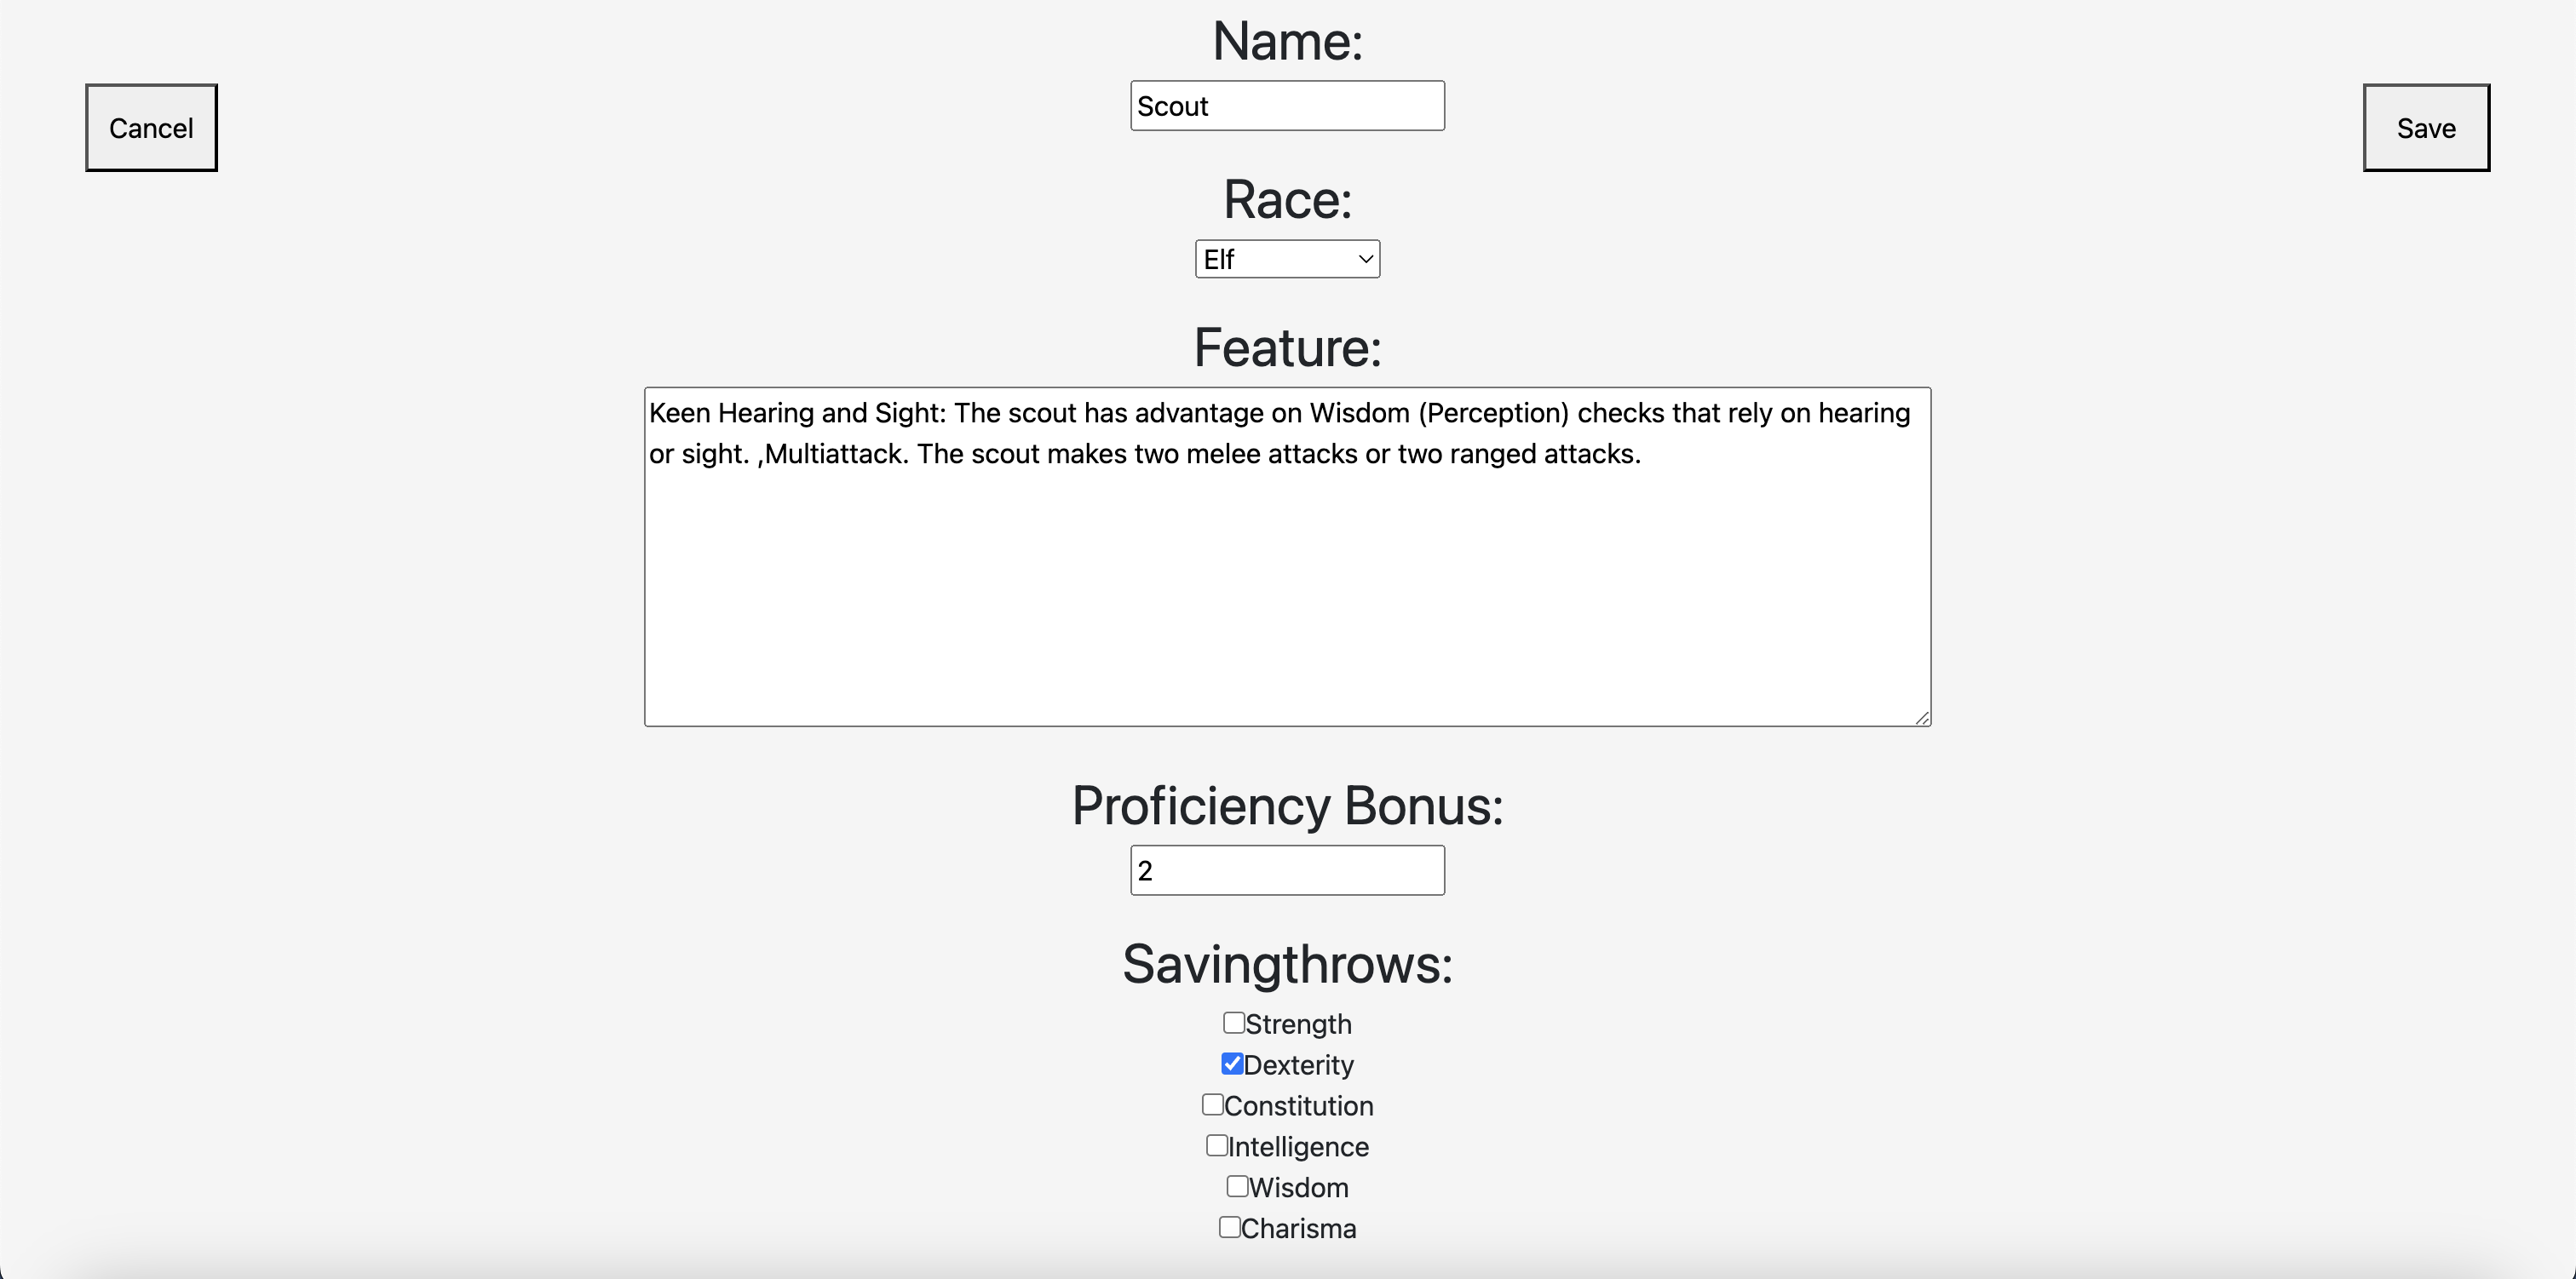 Name:
Cancel
Scout
Save
Race:
Elf
Feature:
Keen Hearing and Sight: The scout has advantage on Wisdom (Perception) checks that rely on hearing
or sight. ,Multiattack. The scout makes two melee attacks or two ranged attacks.
Proficiency Bonus:
2
Savingthrows:
Strength
Dexterity
Constitution
Intelligence
Wisdom
Charisma